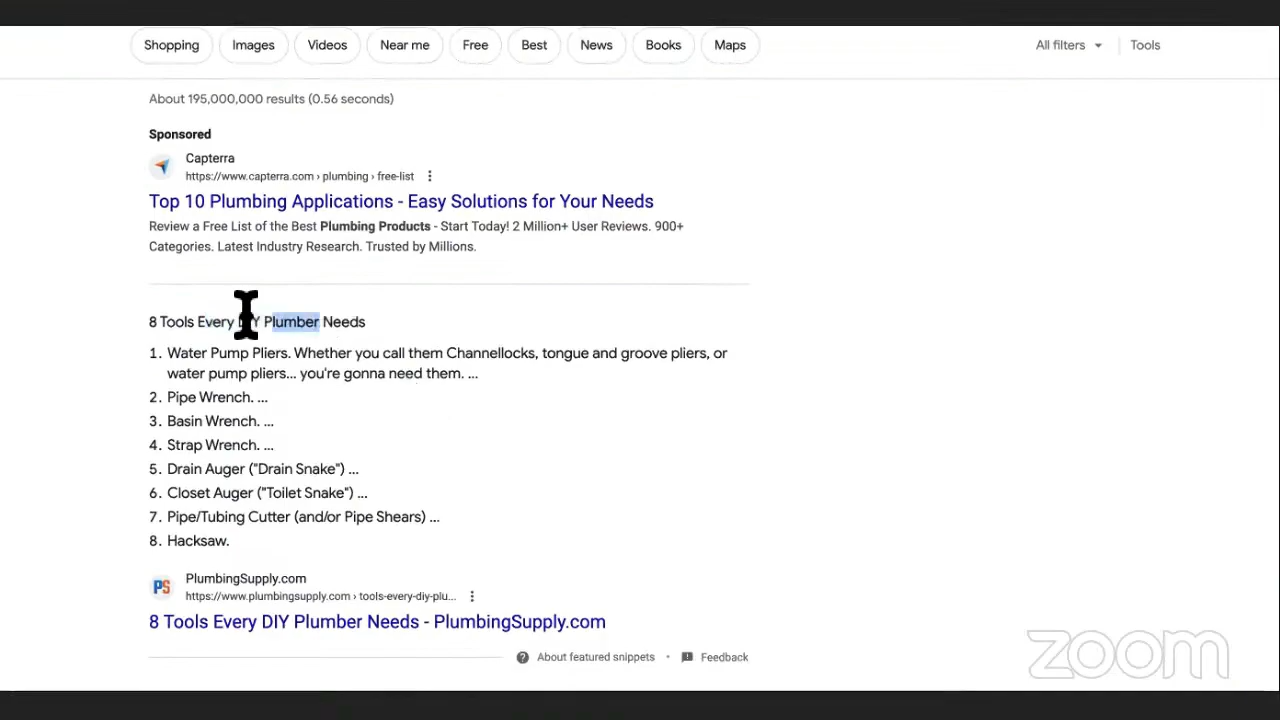 Shopping Images Videos Near me Free Best News Books Maps All filters Tools
About 195,000,000 results (0.56 seconds)
Sponsored
Capterra
https://www.capterra.com › plumbing › free-list
Top 10 Plumbing Applications - Easy Solutions for Your Needs
Review a Free List of the Best Plumbing Products - Start Today! 2 Million+ User Reviews. 900+
Categories. Latest Industry Research. Trusted by Millions.
8 Tools Every DIY Plumber Needs
1. Water Pump Pliers. Whether you call them Channellocks, tongue and groove pliers, or
water pump pliers... you're gonna need them. ...
2. Pipe Wrench. ...
3. Basin Wrench. ...
4. Strap Wrench. ...
5. Drain Auger ("Drain Snake") ...
6. Closet Auger ("Toilet Snake") ...
7. Pipe/Tubing Cutter (and/or Pipe Shears) ...
8. Hacksaw.
PS
PlumbingSupply.com
https://www.plumbingsupply.com › tools-every-diy-plu...
8 Tools Every DIY Plumber Needs - PlumbingSupply.com
About featured snippets • Feedback
zoom